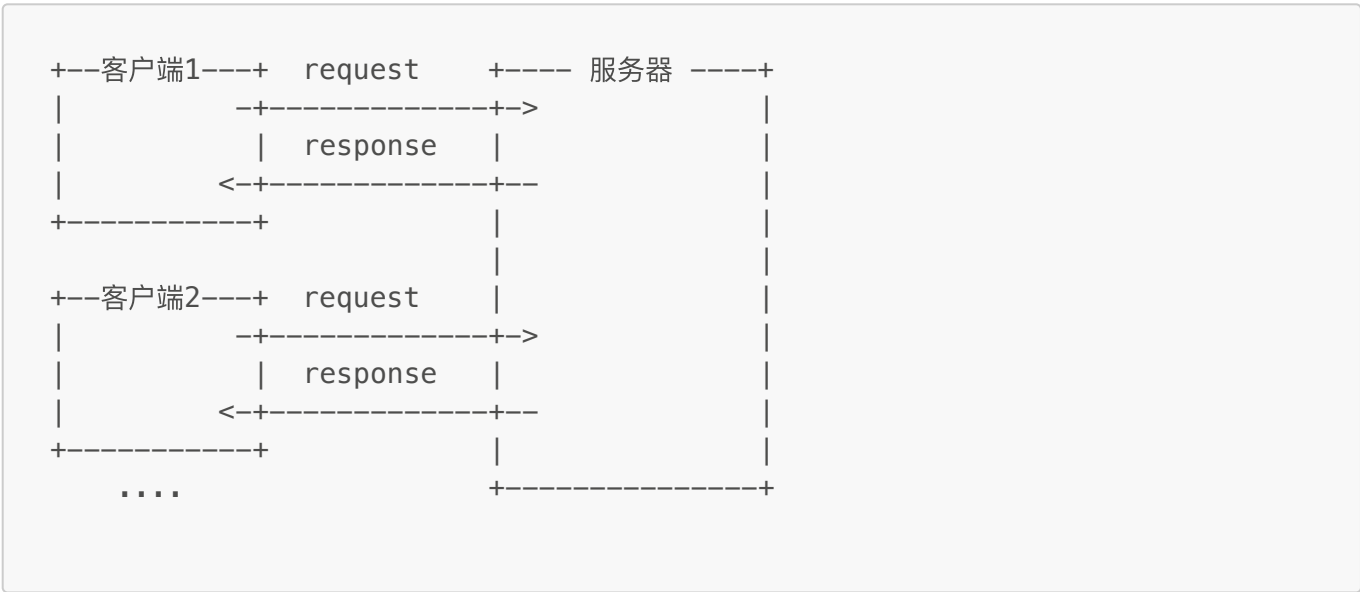 +--客户端1---+  request    +---- 服务器 ----+
|          -+-------------+->             |
|           |  response   |               |
|         <-+-------------+--             |
+-----------+             |               |
                          |               |
+--客户端2---+  request    |               |
|          -+-------------+->             |
|           |  response   |               |
|         <-+-------------+--             |
+-----------+             |               |
    ....                  +---------------+